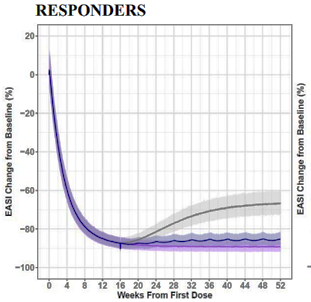 RESPONDERS
20
0
-20
-40
-60
-80
-100
EASI Change from Baseline (%)
EASI Change from Baseline (%)
0 4 8 12 16 20 24 28 32 36 40 44 48 52
Weeks From First Dose